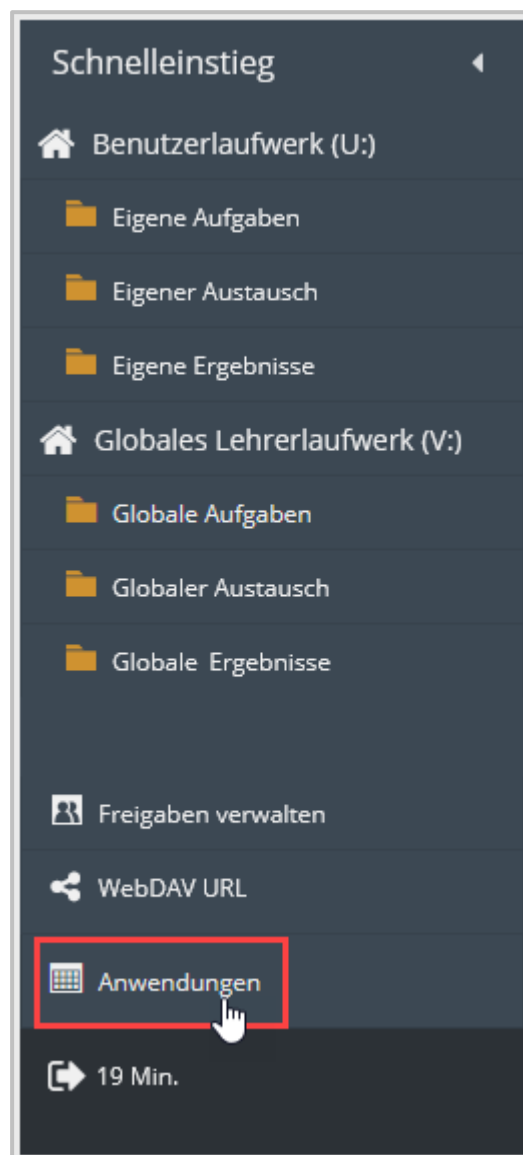 Schnelleinstieg
Benutzerlaufwerk (U:)
Eigene Aufgaben
Eigener Austausch
Eigene Ergebnisse
Globales Lehrerlaufwerk (V:)
Globale Aufgaben
Globaler Austausch
Globale Ergebnisse
Freigaben verwalten
WebDAV URL
Anwendungen
19 Min.